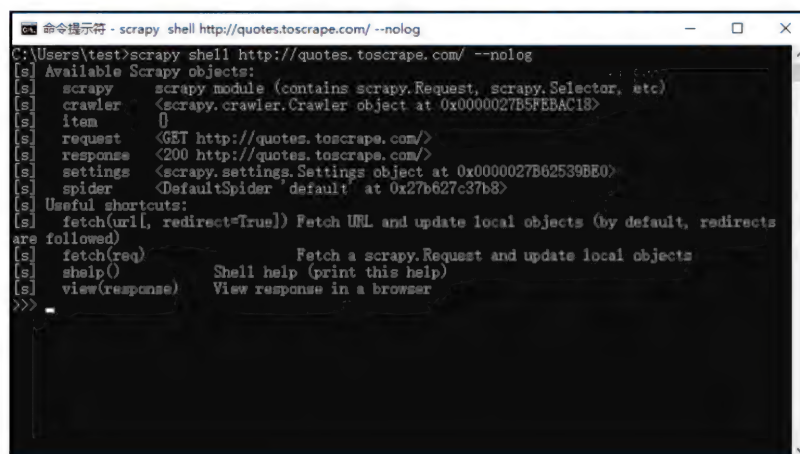 命令提示符 - scrapy shell http://quotes.toscrape.com/ --nolog
C:\Users\test>scrapy shell http://quotes.toscrape.com/ --nolog
[s] Available Scrapy objects:
[s]   scrapy     scrapy module (contains scrapy.Request, scrapy.Selector, etc)
[s]   crawler    <scrapy.crawler.Crawler object at 0x0000027B5FEBAC18>
[s]   item       {}
[s]   request    <GET http://quotes.toscrape.com/>
[s]   response   <200 http://quotes.toscrape.com/>
[s]   settings   <scrapy.settings.Settings object at 0x0000027B62539BE0>
[s]   spider     <DefaultSpider 'default' at 0x27b627c37b8>
[s] Useful shortcuts:
[s]   fetch(url[, redirect=True]) Fetch URL and update local objects (by default, redirects
are followed)
[s]   fetch(req)                  Fetch a scrapy.Request and update local objects
[s]   shelp()           Shell help (print this help)
[s]   view(response)    View response in a browser
>>>